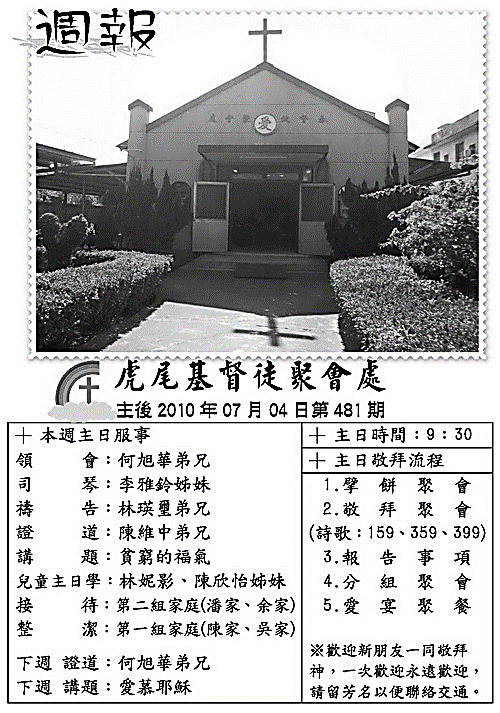 週報
處會聚徒督基
愛
虎尾基督徒聚會處
主後 2010 年 07 月 04 日第 481 期
十 本週主日服事
領 會：何旭華弟兄
司 琴：李雅鈴姊妹
禱 告：林瑛璽弟兄
證 道：陳維中弟兄
講 題：貧窮的福氣
兒童主日學：林妮影、陳欣怡姊妹
接 待：第二組家庭(潘家、余家)
整 潔：第一組家庭(陳家、吳家)
下週 證道：何旭華弟兄
下週 講題：愛慕耶穌
十 主日時間：9：30
十 主日敬拜流程
1.擘餅聚會
2.敬拜聚會
(詩歌：159、359、399)
3.報告事項
4.分組聚會
5.愛宴聚餐
※歡迎新朋友一同敬拜
神，一次歡迎永遠歡迎，
請留芳名以便聯絡交通。